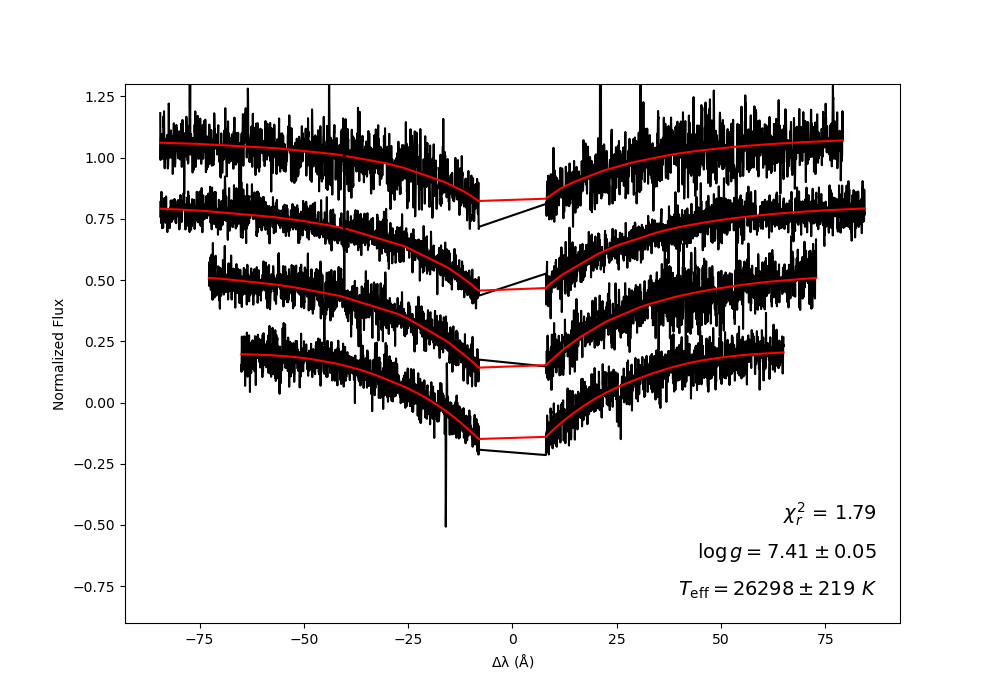 1.25
1.00
0.75
0.50
0.25
0.00
−0.25
−0.50
−0.75
Normalized Flux
χ²ᵣ = 1.79
log g = 7.41 ± 0.05
T_eff = 26298 ± 219 K
−75 −50 −25 0 25 50 75
Δλ (Å)